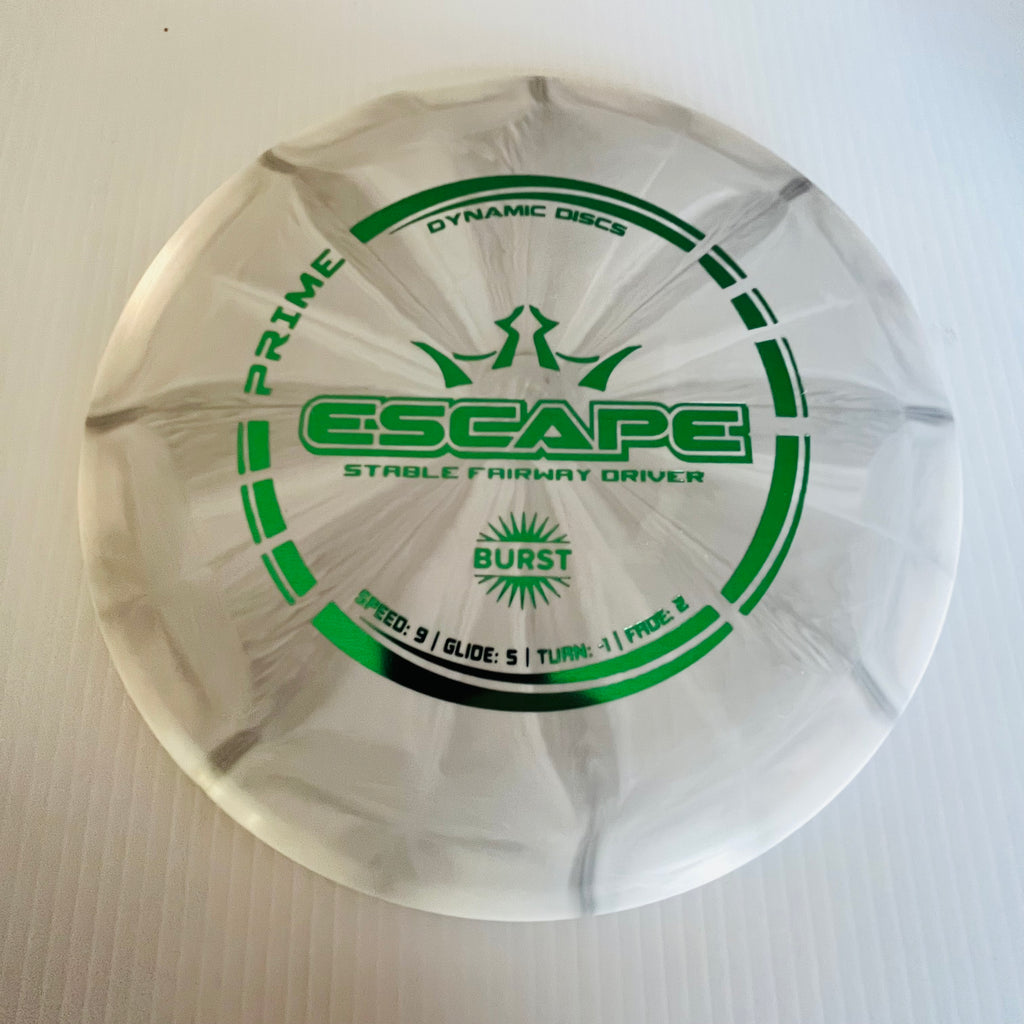 DYNAMIC DISCS
PRIME
ESCAPE
STABLE FAIRWAY DRIVER
BURST
SPEED: 9 | GLIDE: 5 | TURN: -1 | FADE: 2